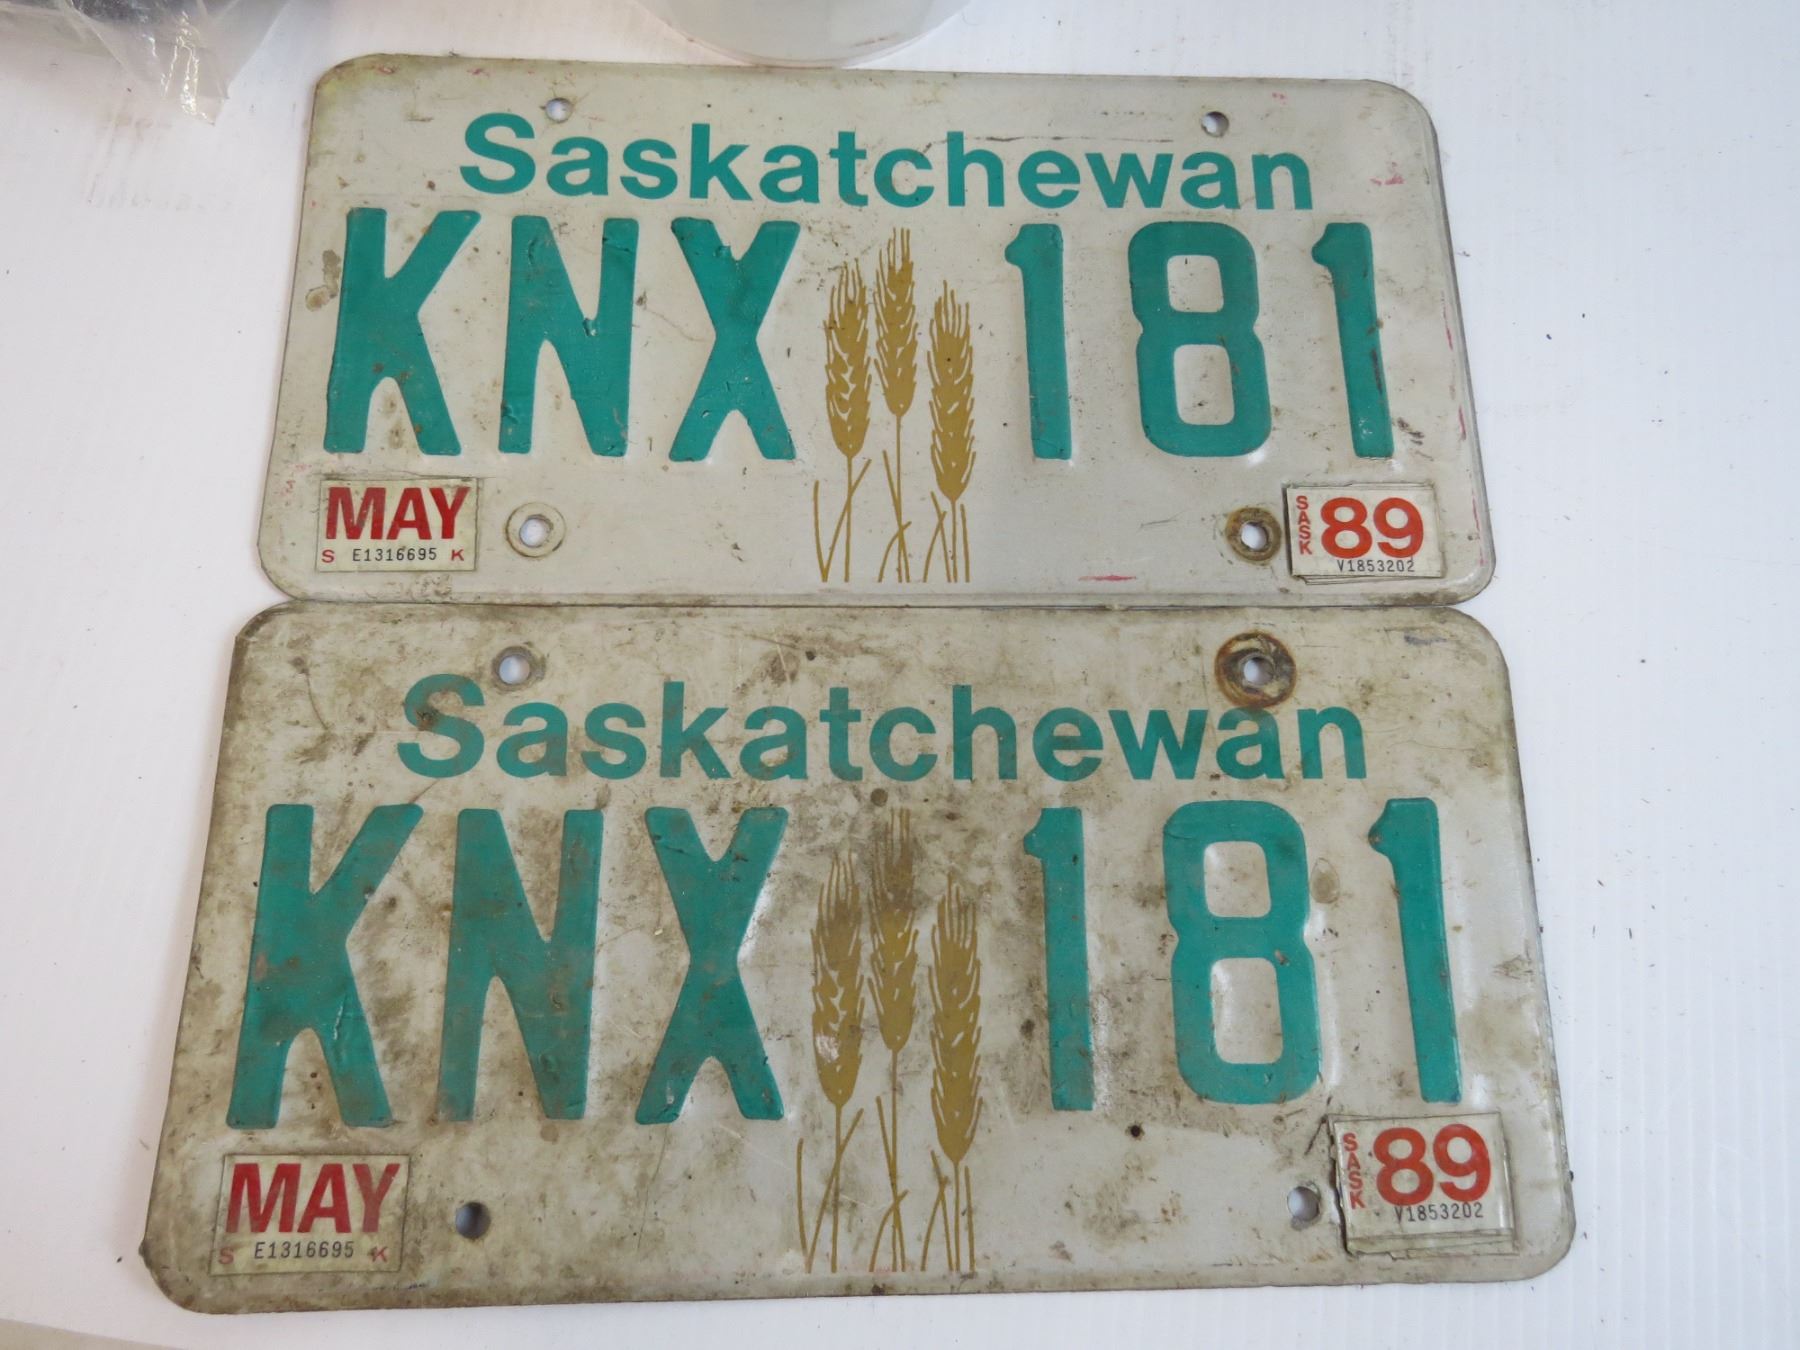 Saskatchewan
KNX 181
MAY
S E1316695 K
SASK 89
V1853202
Saskatchewan
KNX 181
MAY
S E1316695 K
SASK 89
V1853202